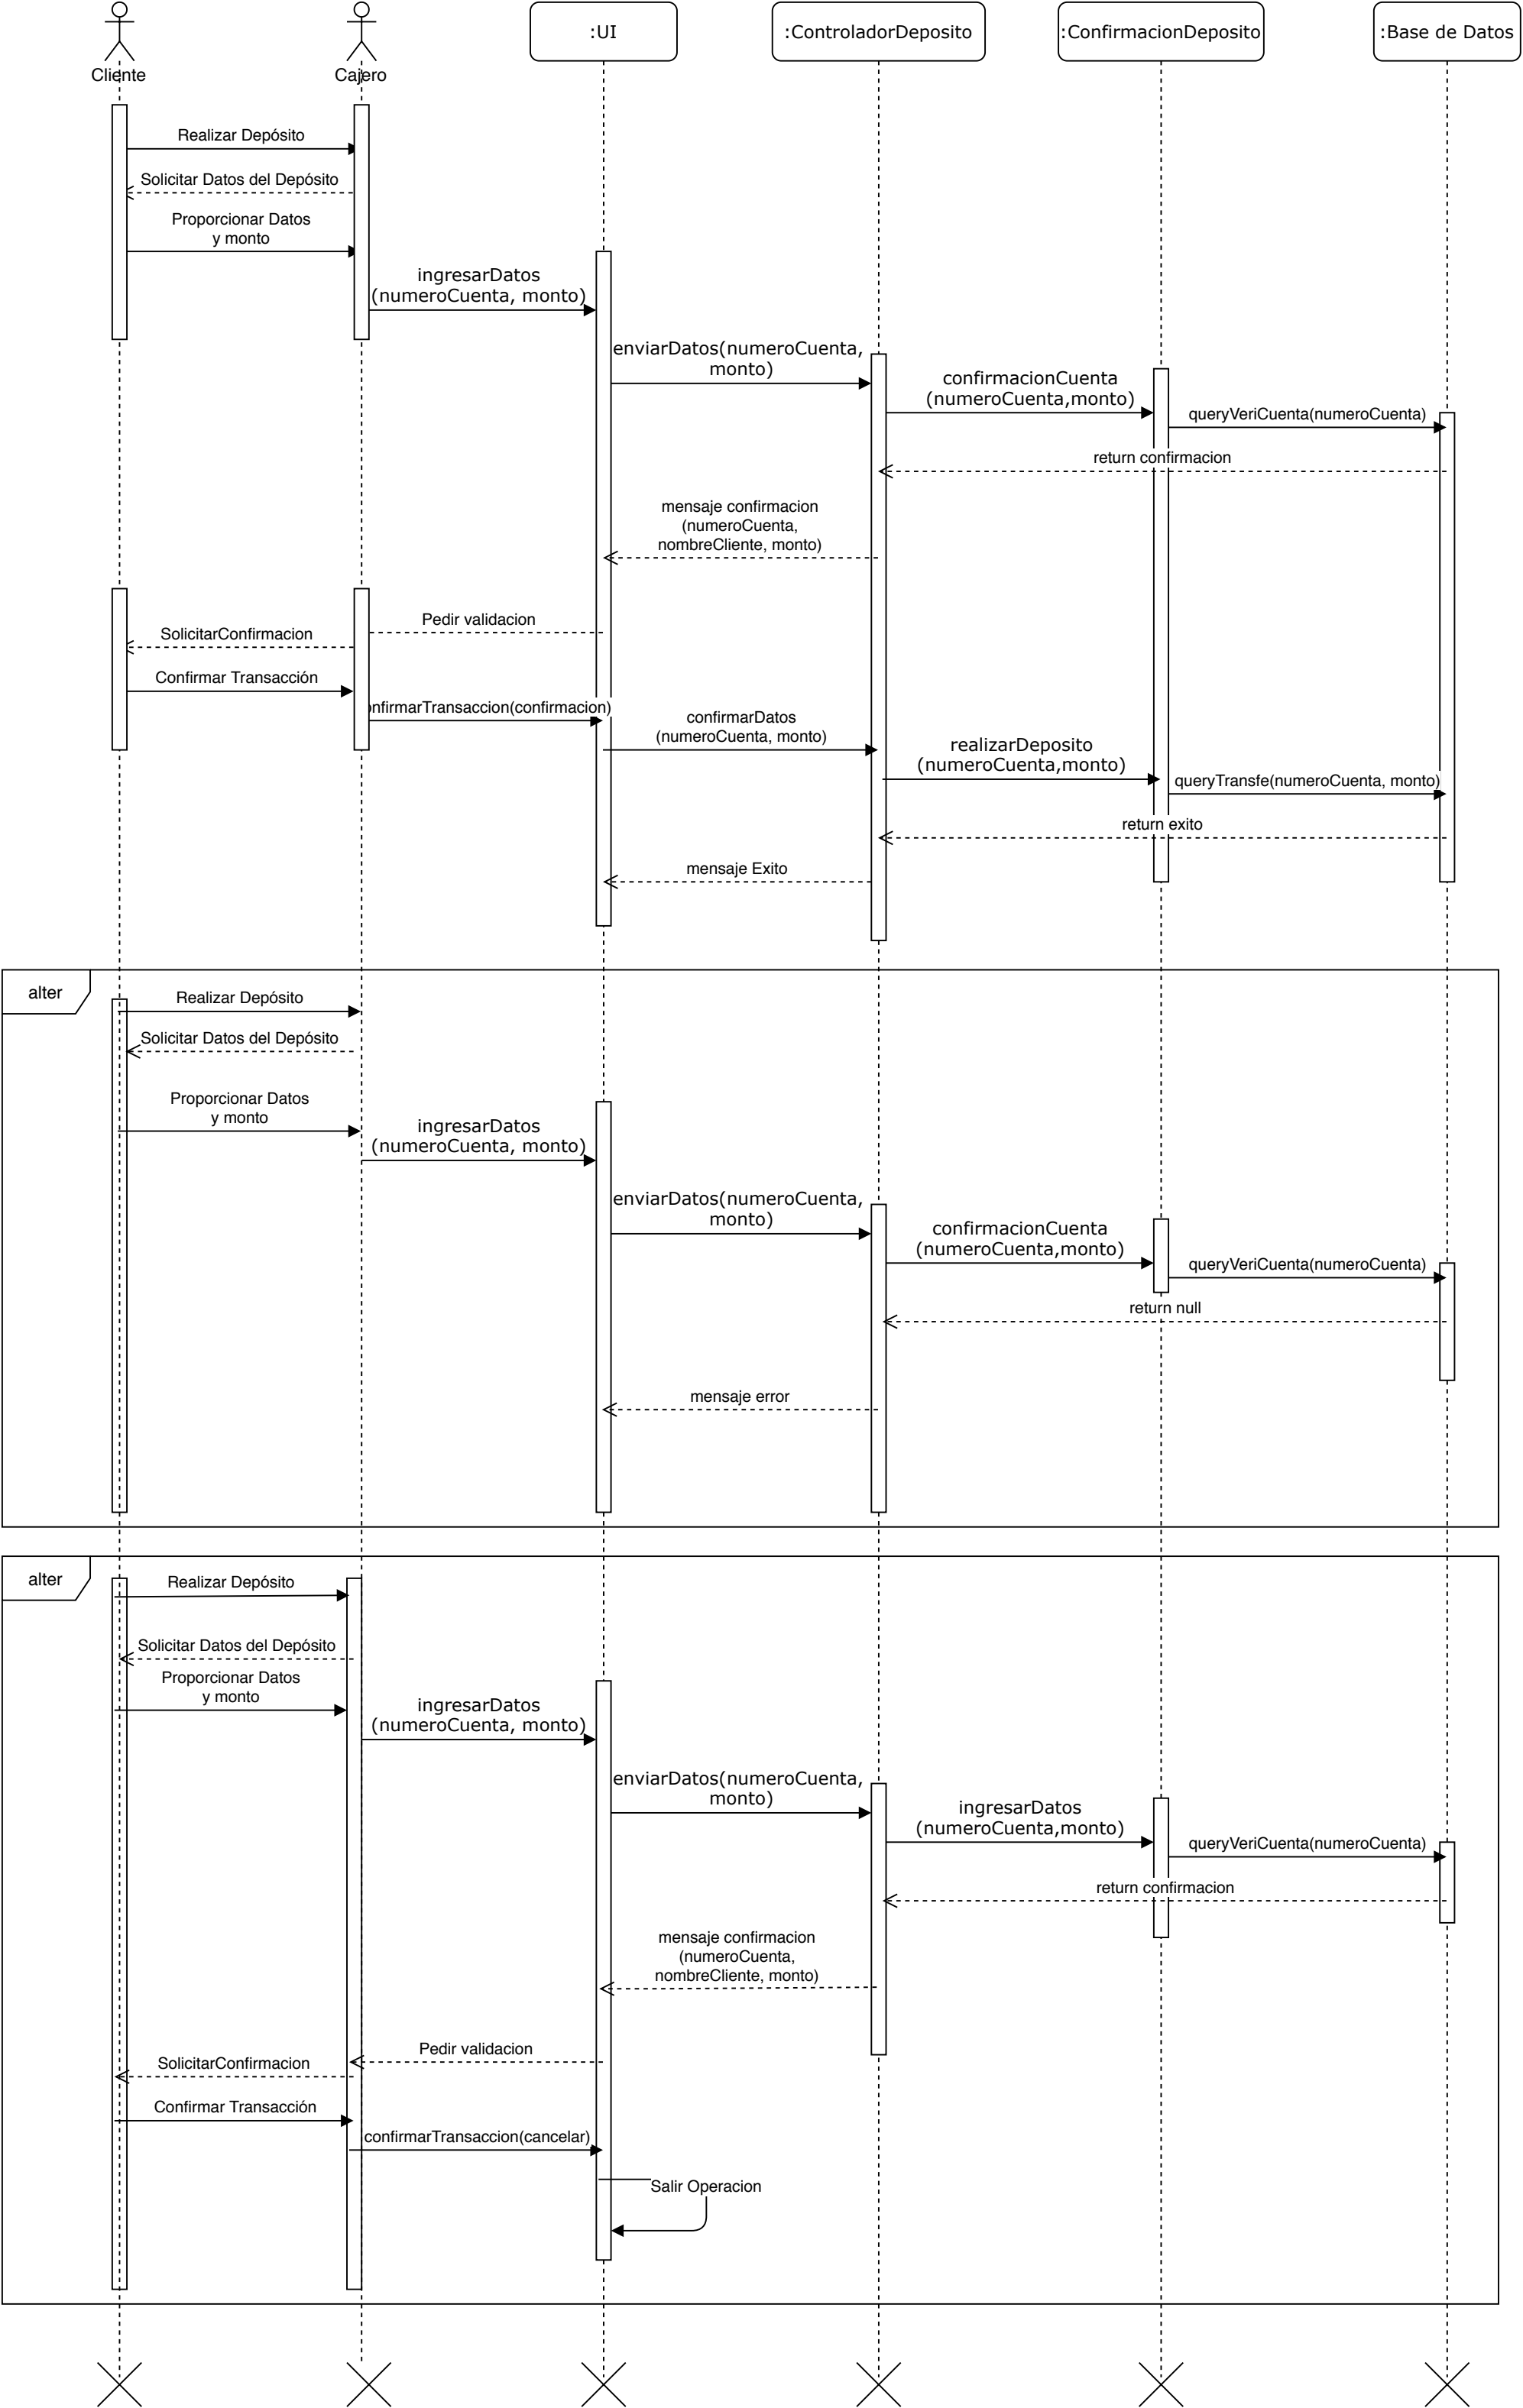 Cliente
Cajero
:UI
:ControladorDeposito
:ConfirmacionDeposito
:Base de Datos
Realizar Depósito
Solicitar Datos del Depósito
Proporcionar Datos
y monto
ingresarDatos
(numeroCuenta, monto)
enviarDatos(numeroCuenta,
monto)
confirmacionCuenta
(numeroCuenta,monto)
queryVeriCuenta(numeroCuenta)
return confirmacion
mensaje confirmacion
(numeroCuenta,
nombreCliente, monto)
Pedir validacion
SolicitarConfirmacion
Confirmar Transacción
nfirmarTransaccion(confirmacion)
confirmarDatos
(numeroCuenta, monto)
realizarDeposito
(numeroCuenta,monto)
queryTransfe(numeroCuenta, monto)
return exito
mensaje Exito
alter
Realizar Depósito
Solicitar Datos del Depósito
Proporcionar Datos
y monto
ingresarDatos
(numeroCuenta, monto)
enviarDatos(numeroCuenta,
monto)
confirmacionCuenta
(numeroCuenta,monto)
queryVeriCuenta(numeroCuenta)
return null
mensaje error
alter
Realizar Depósito
Solicitar Datos del Depósito
Proporcionar Datos
y monto
ingresarDatos
(numeroCuenta, monto)
enviarDatos(numeroCuenta,
monto)
ingresarDatos
(numeroCuenta,monto)
queryVeriCuenta(numeroCuenta)
return confirmacion
mensaje confirmacion
(numeroCuenta,
nombreCliente, monto)
Pedir validacion
SolicitarConfirmacion
Confirmar Transacción
confirmarTransaccion(cancelar)
Salir Operacion